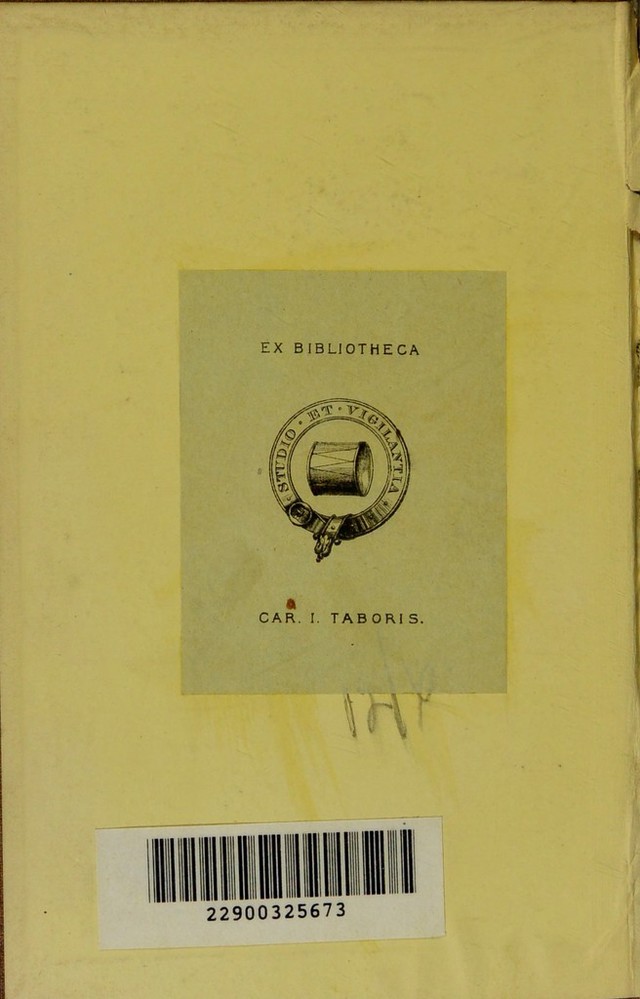 EX BIBLIOTHECA
STUDIO · ET · VIGILANTIA ·
CAR. I. TABORIS.
22900325673